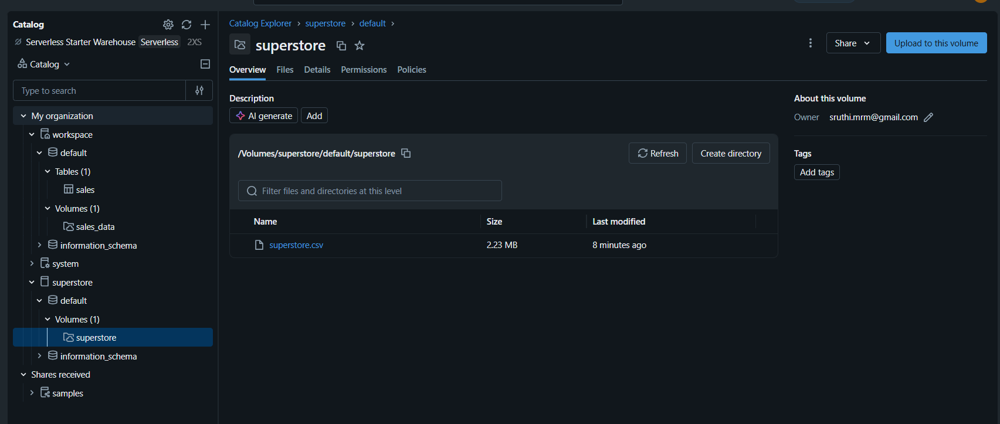 Catalog
Serverless Starter Warehouse Serverless 2XS
Catalog
Type to search
My organization
workspace
default
Tables (1)
sales
Volumes (1)
sales_data
information_schema
system
superstore
default
Volumes (1)
superstore
information_schema
Shares received
samples
Catalog Explorer › superstore › default ›
superstore
Share
Upload to this volume
Overview Files Details Permissions Policies
Description
AI generate Add
/Volumes/superstore/default/superstore
Refresh Create directory
Filter files and directories at this level
Name Size Last modified
superstore.csv 2.23 MB 8 minutes ago
About this volume
Owner sruthi.mrm@gmail.com
Tags
Add tags